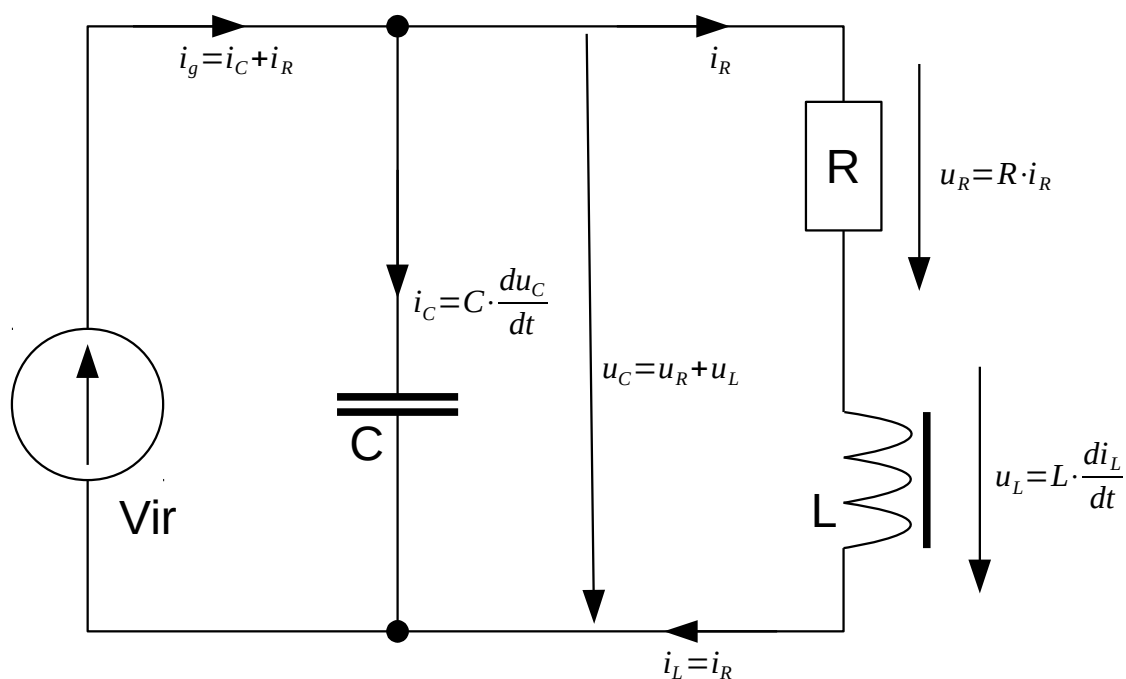 i_g=i_C+i_R
i_R
R
u_R=R·i_R
i_C=C·du_C/dt
u_C=u_R+u_L
C
u_L=L·di_L/dt
L
Vir
i_L=i_R